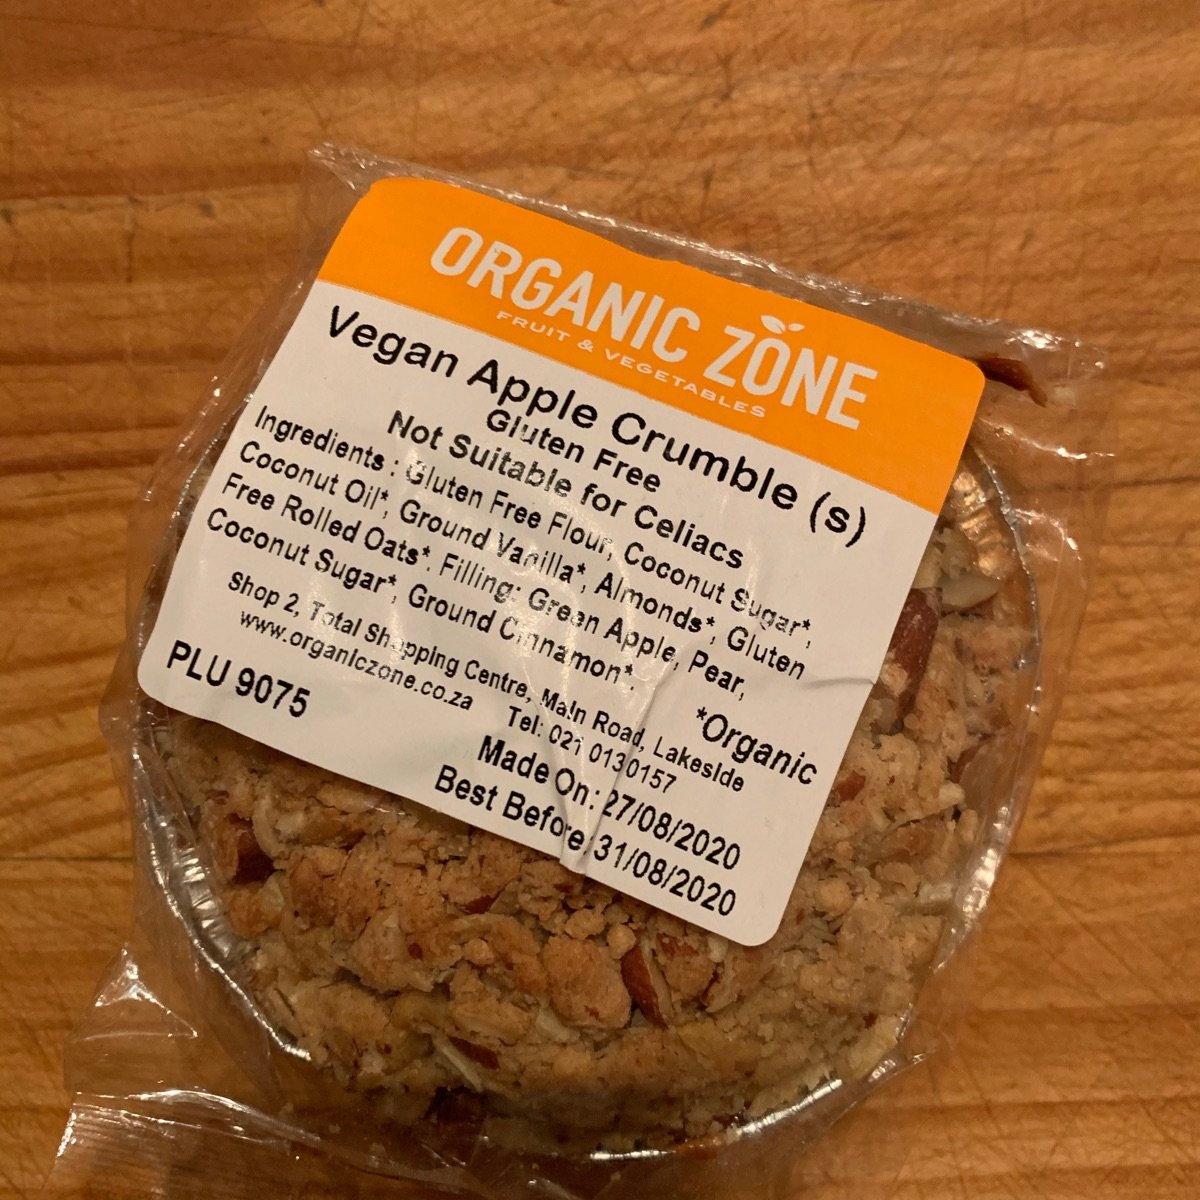 ORGANIC ZONE
FRUIT & VEGETABLES
Vegan Apple Crumble (s)
Gluten Free
Not Suitable for Celiacs
Ingredients : Gluten Free Flour, Coconut Sugar*,
Coconut Oil*, Ground Vanilla*, Almonds*, Gluten
Free Rolled Oats*. Filling: Green Apple, Pear,
Coconut Sugar*, Ground Cinnamon*.
*Organic
Shop 2, Total Shopping Centre, Main Road, Lakeside
www.organiczone.co.za Tel: 021 0130157
PLU 9075
Made On: 27/08/2020
Best Before: 31/08/2020